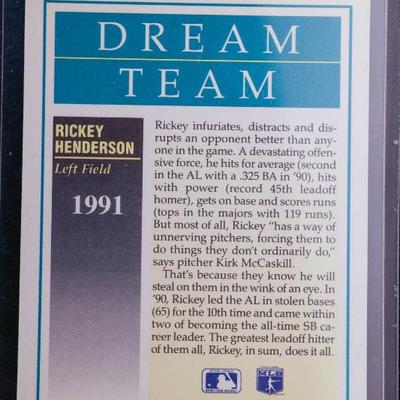 DREAM
TEAM
RICKEY
HENDERSON
Left Field
1991
Rickey infuriates, distracts and dis-
rupts an opponent better than any-
one in the game. A devastating offen-
sive force, he hits for average (second
in the AL with a .325 BA in '90), hits
with power (record 45th leadoff
homer), gets on base and scores runs
(tops in the majors with 119 runs).
But most of all, Rickey "has a way of
unnerving pitchers, forcing them to
do things they don't ordinarily do,"
says pitcher Kirk McCaskill.
That's because they know he will
steal on them in the wink of an eye. In
'90, Rickey led the AL in stolen bases
(65) for the 10th time and came within
two of becoming the all-time SB ca-
reer leader. The greatest leadoff hitter
of them all, Rickey, in sum, does it all.